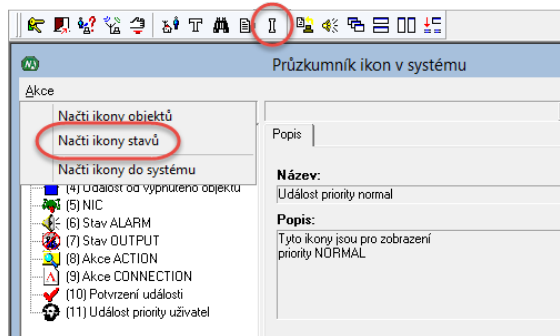 Průzkumník ikon v systému
Akce
Načti ikony objektů
Načti ikony stavů
Načti ikony do systému
(4) Událost od vypnutého objektu
(5) NIC
(6) Stav ALARM
(7) Stav OUTPUT
(8) Akce ACTION
(9) Akce CONNECTION
(10) Potvrzení události
(11) Událost priority uživatel
Popis
Název:
Událost priority normal
Popis:
Tyto ikony jsou pro zobrazení
priority NORMAL